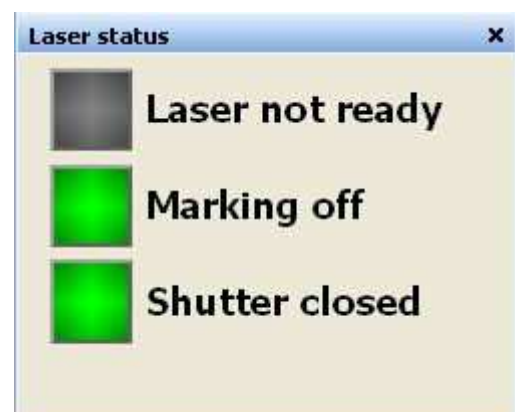 Laser status
Laser not ready
Marking off
Shutter closed